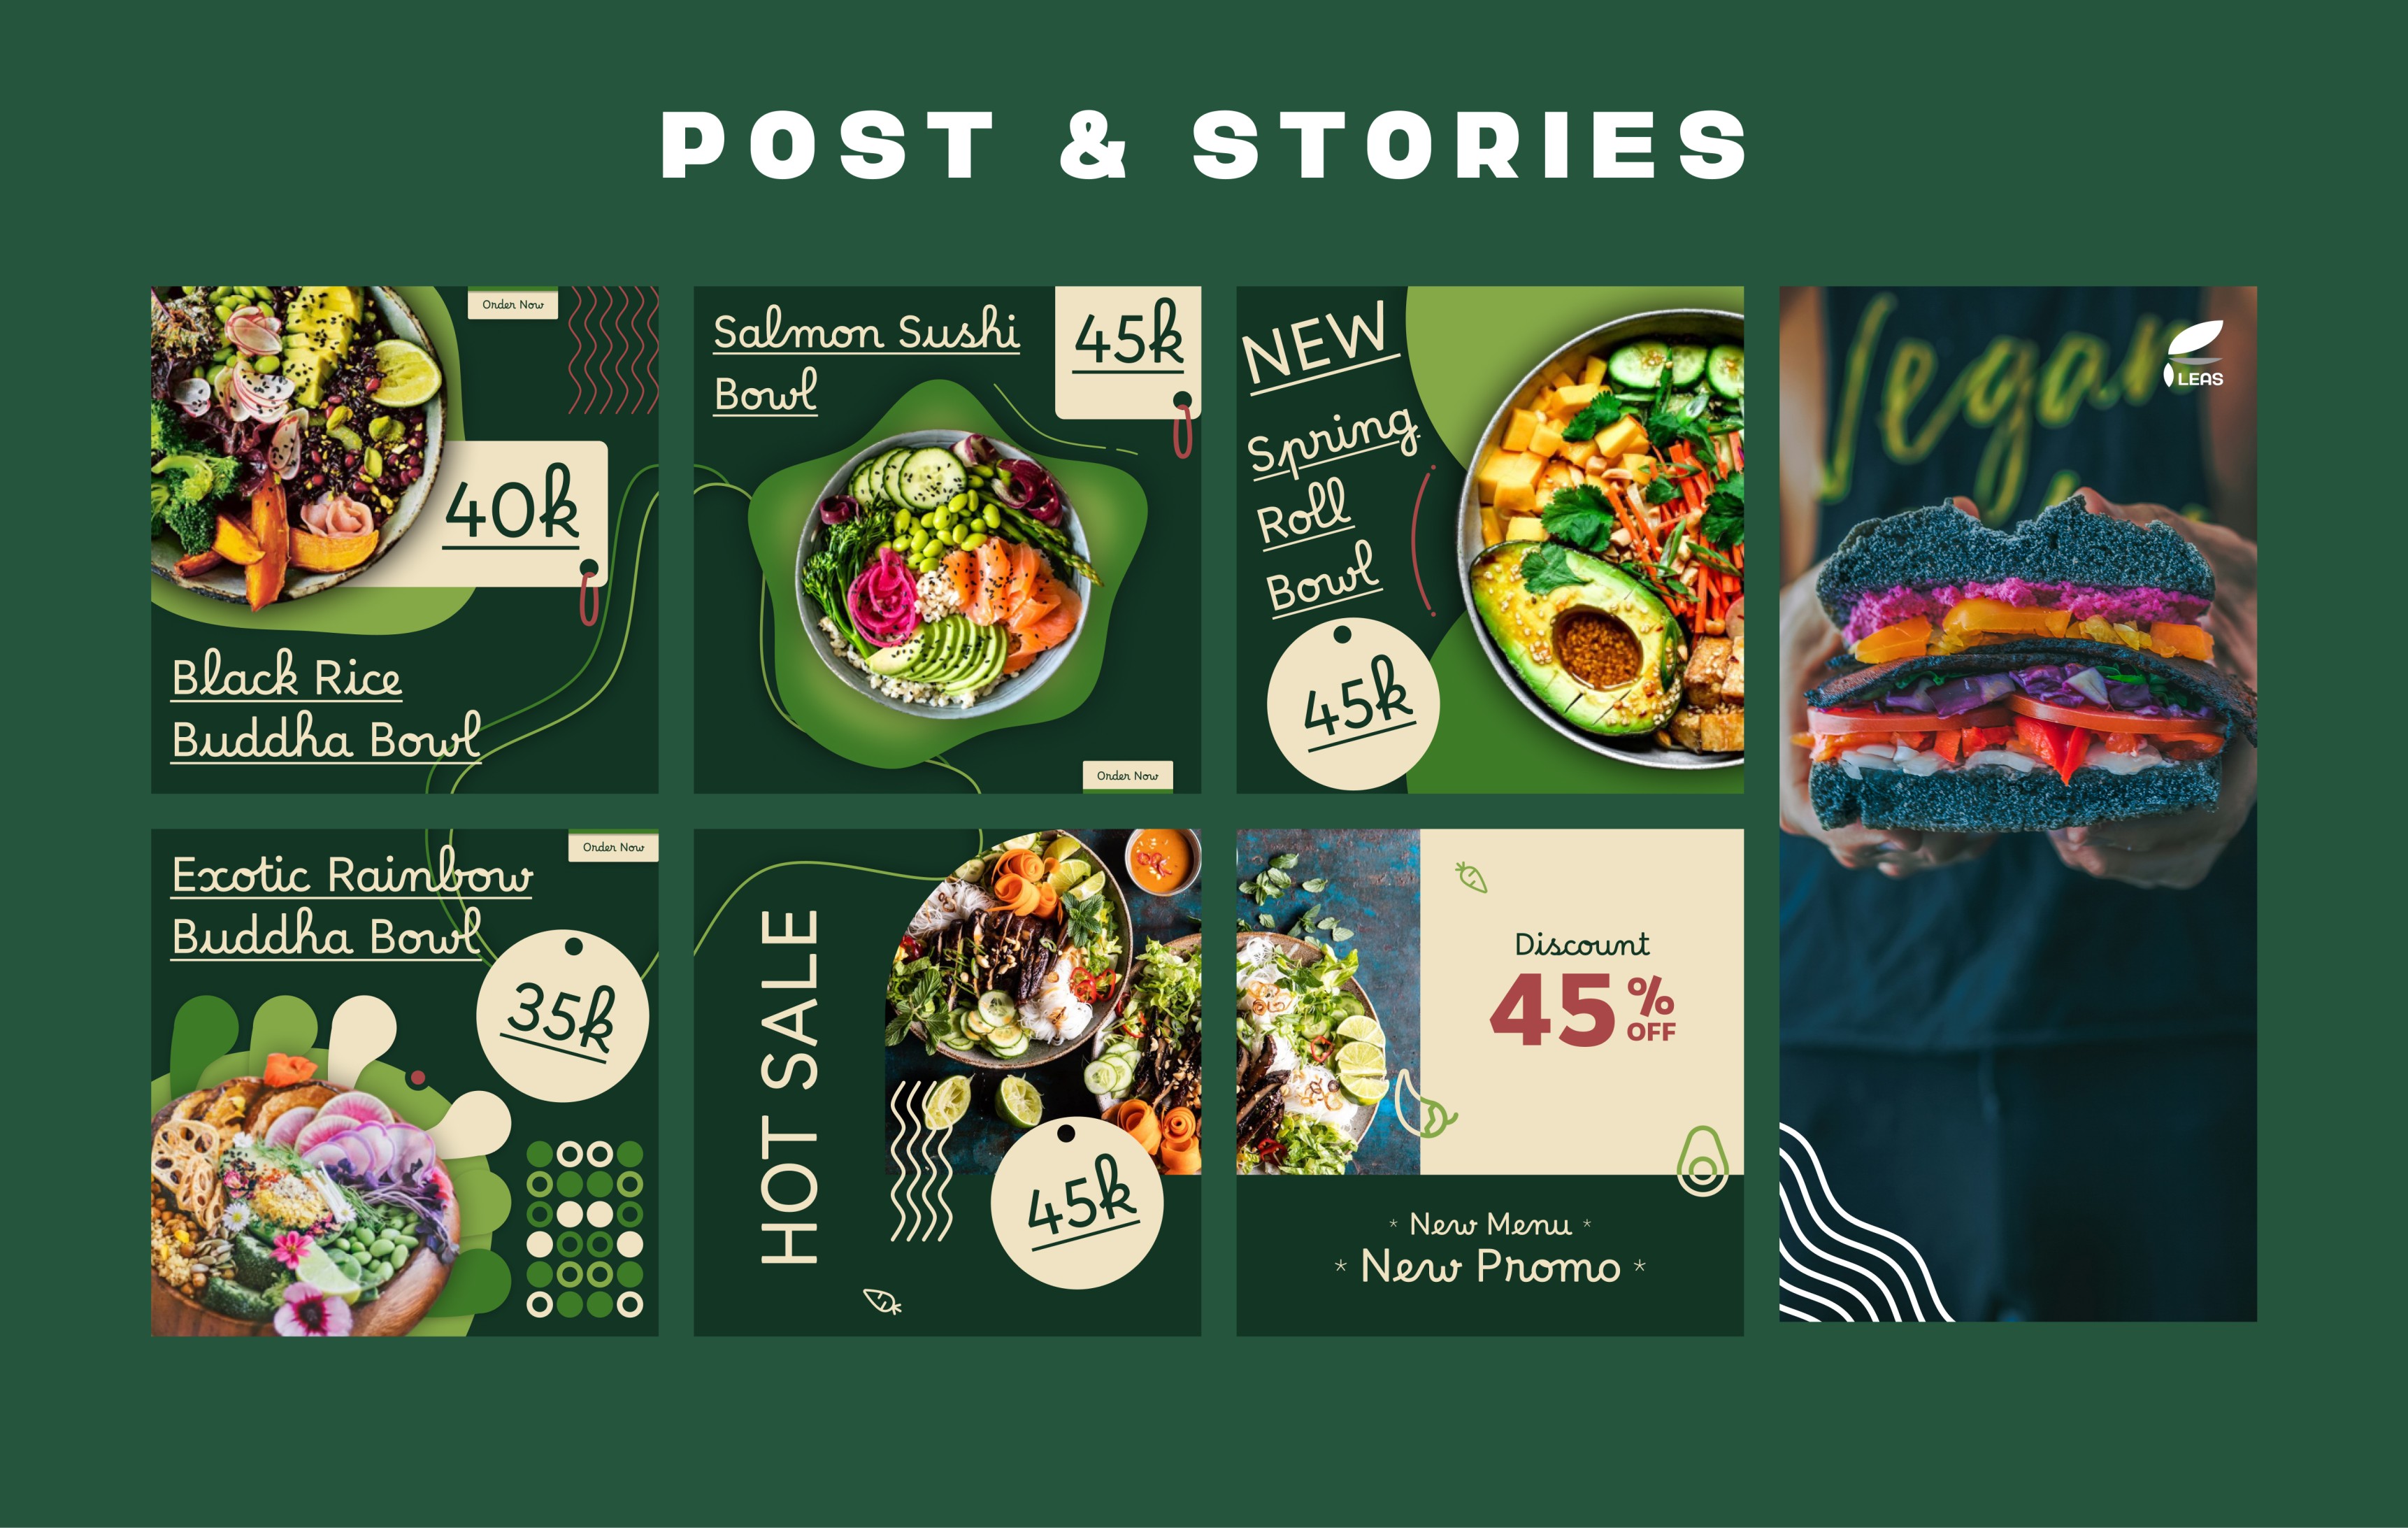 POST & STORIES
Order Now
40k
Black Rice
Buddha Bowl
Salmon Sushi
Bowl
45k
Order Now
NEW
Spring
Roll
Bowl
45k
Vegan
LEAS
Exotic Rainbow
Buddha Bowl
Order Now
35k
HOT SALE
45k
Discount
45%
OFF
* New Menu *
* New Promo *